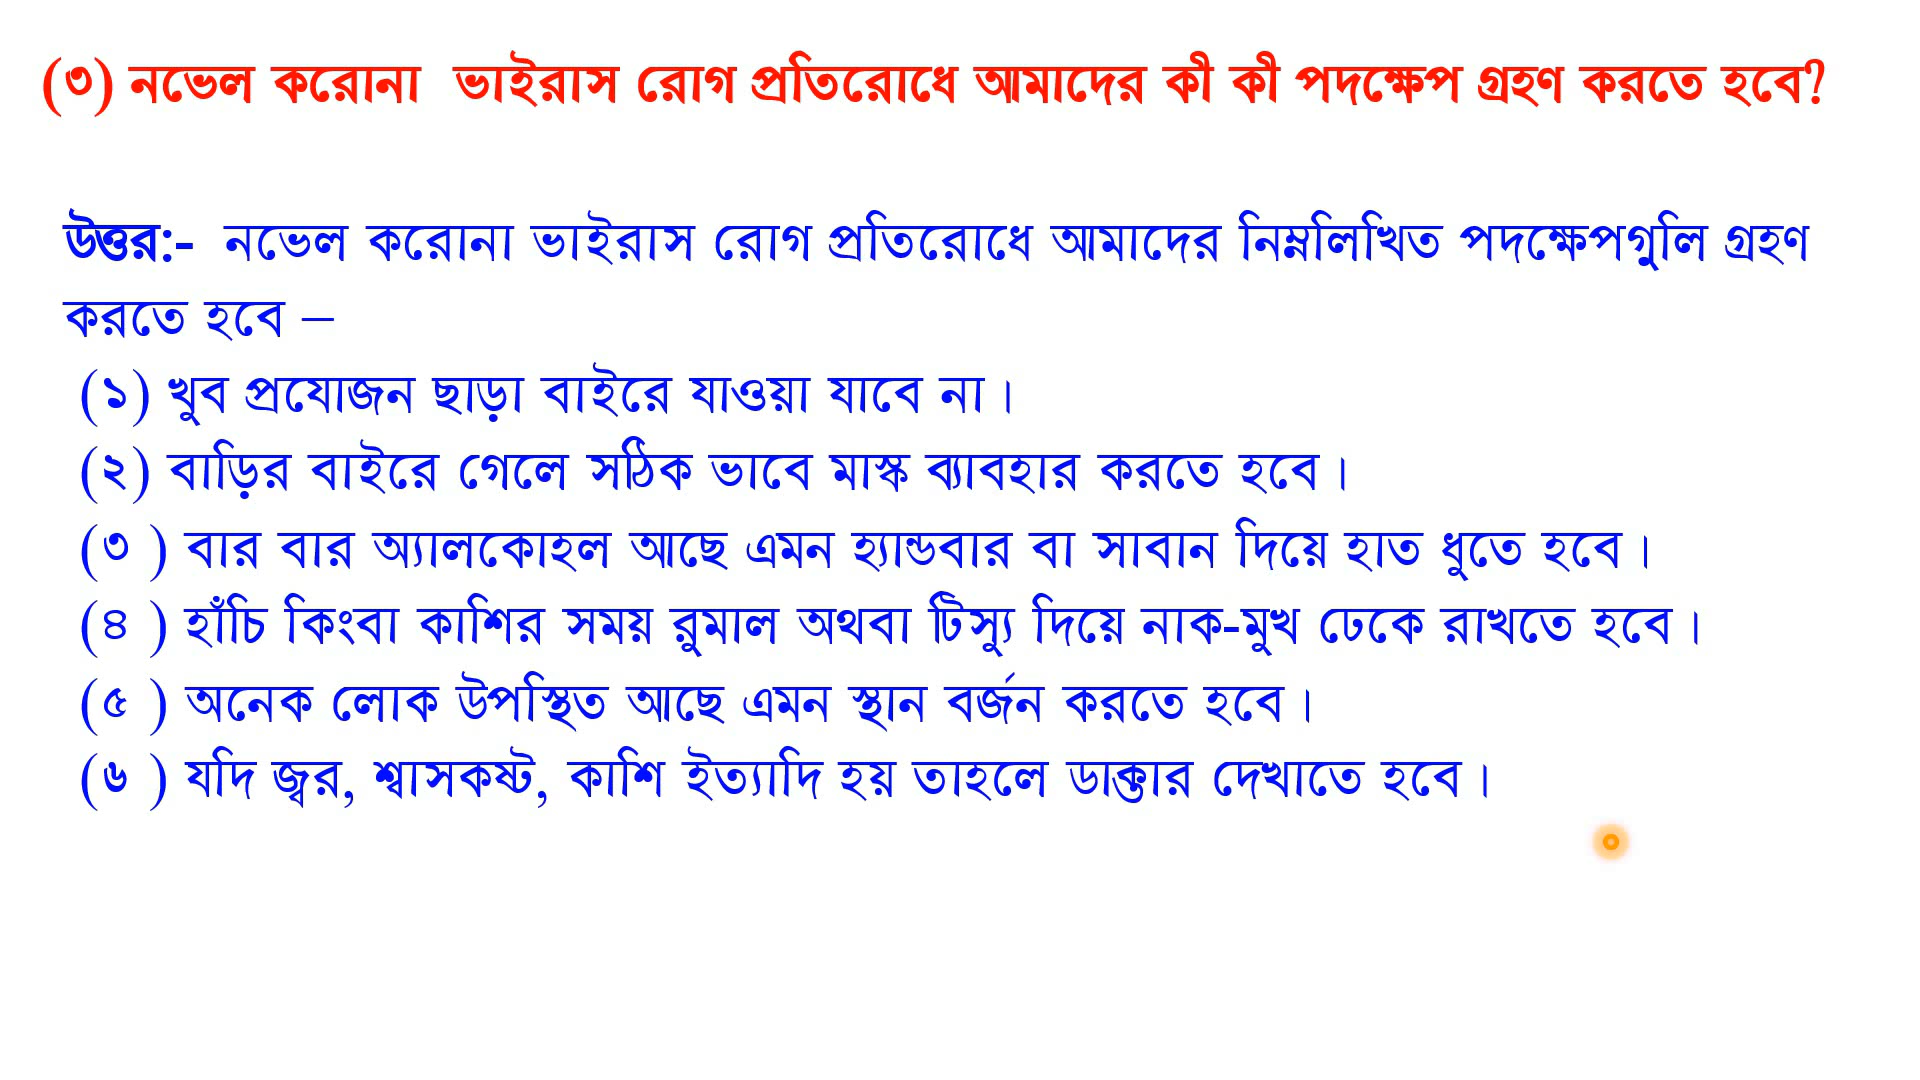 (৩) নভেল করোনা ভাইরাস রোগ প্রতিরোধে আমাদের কী কী পদক্ষেপ গ্রহণ করতে হবে?
উত্তর:- নভেল করোনা ভাইরাস রোগ প্রতিরোধে আমাদের নিম্নলিখিত পদক্ষেপগুলি গ্রহণ
করতে হবে –
(১) খুব প্রযোজন ছাড়া বাইরে যাওয়া যাবে না।
(২) বাড়ির বাইরে গেলে সঠিক ভাবে মাস্ক ব্যাবহার করতে হবে।
(৩ ) বার বার অ্যালকোহল আছে এমন হ্যান্ডবার বা সাবান দিয়ে হাত ধুতে হবে।
(৪ ) হাঁচি কিংবা কাশির সময় রুমাল অথবা টিস্যু দিয়ে নাক-মুখ ঢেকে রাখতে হবে।
(৫ ) অনেক লোক উপস্থিত আছে এমন স্থান বর্জন করতে হবে।
(৬ ) যদি জ্বর, শ্বাসকষ্ট, কাশি ইত্যাদি হয় তাহলে ডাক্তার দেখাতে হবে।